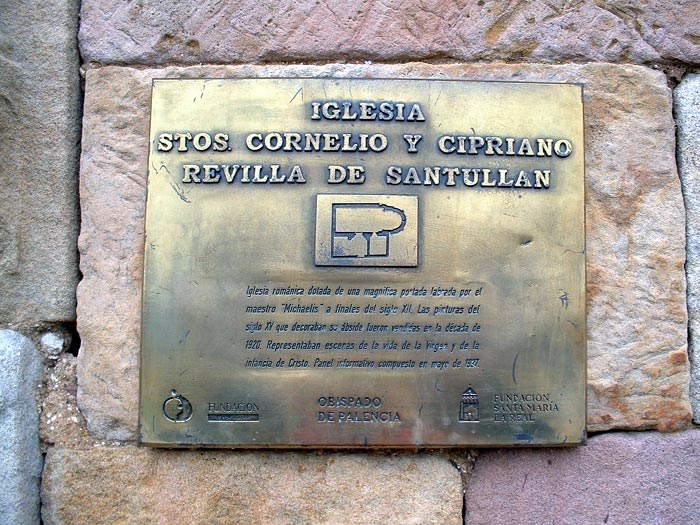 IGLESIA
STOS. CORNELIO Y CIPRIANO
REVILLA DE SANTULLAN
Iglesia románica dotada de una magnífica portada labrada por el
maestro "Michaelis" a finales del siglo XII. Las pinturas del
siglo XV que decoraban su ábside fueron vendidas en la década de
1920. Representaban escenas de la vida de la Virgen y de la
infancia de Cristo. Panel informativo compuesto en mayo de 1997.
FUNDACIÓN
OBISPADO
DE PALENCIA
FUNDACION
SANTA MARIA
LA REAL